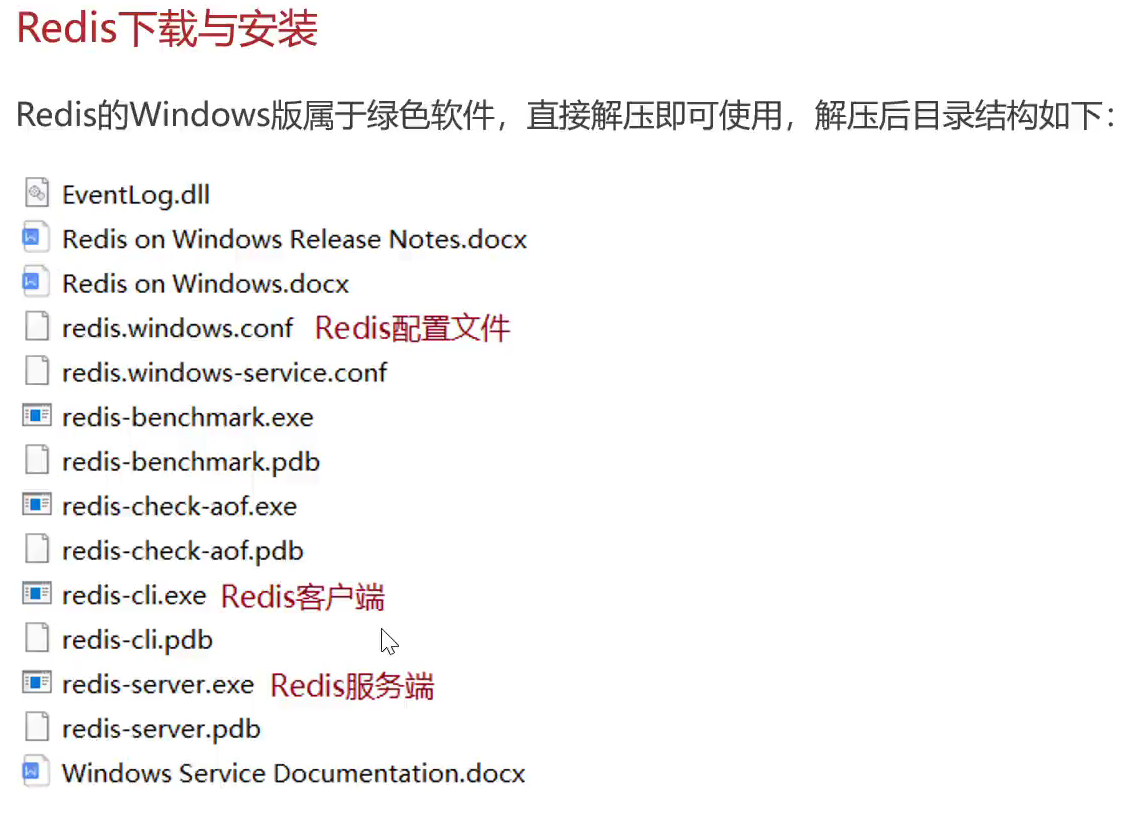 Redis下载与安装
Redis的Windows版属于绿色软件，直接解压即可使用，解压后目录结构如下：
EventLog.dll
Redis on Windows Release Notes.docx
Redis on Windows.docx
redis.windows.conf Redis配置文件
redis.windows-service.conf
redis-benchmark.exe
redis-benchmark.pdb
redis-check-aof.exe
redis-check-aof.pdb
redis-cli.exe Redis客户端
redis-cli.pdb
redis-server.exe Redis服务端
redis-server.pdb
Windows Service Documentation.docx